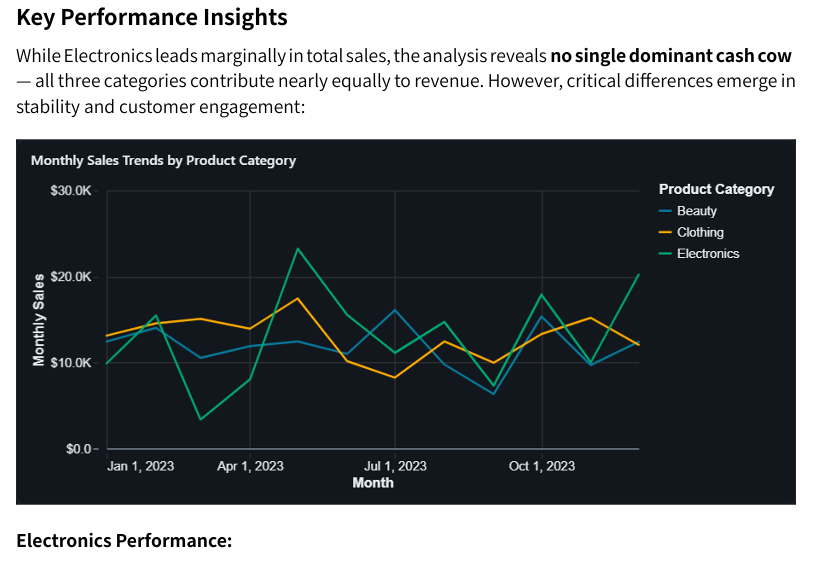 Key Performance Insights
While Electronics leads marginally in total sales, the analysis reveals no single dominant cash cow
— all three categories contribute nearly equally to revenue. However, critical differences emerge in
stability and customer engagement:
Monthly Sales Trends by Product Category
$30.0K
$20.0K
$10.0K
$0.0
Monthly Sales
Jan 1, 2023
Apr 1, 2023
Jul 1, 2023
Oct 1, 2023
Month
Product Category
Beauty
Clothing
Electronics
Electronics Performance: